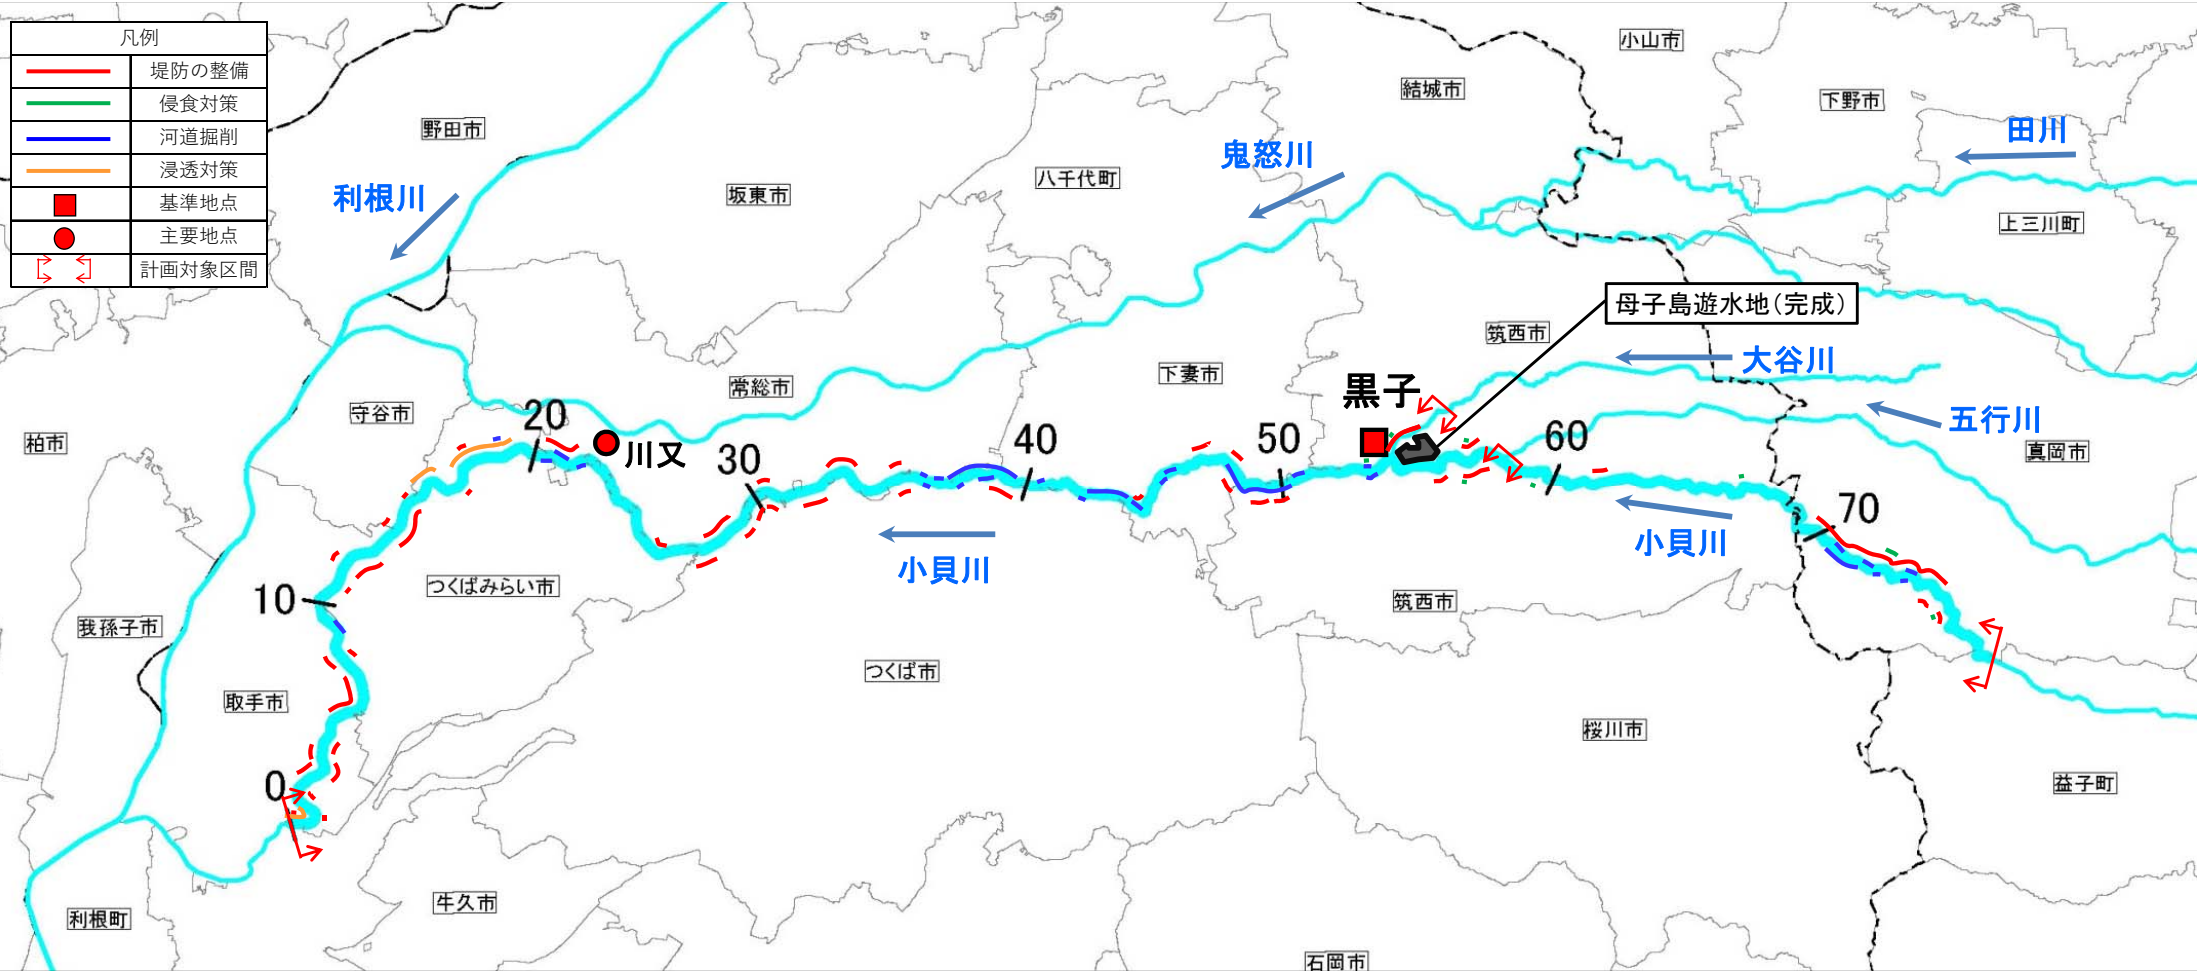 凡例
堤防の整備
侵食対策
河道掘削
浸透対策
基準地点
主要地点
計画対象区間
小山市
結城市
下野市
野田市
田川
鬼怒川
八千代町
坂東市
利根川
上三川町
母子島遊水地（完成）
筑西市
大谷川
下妻市
常総市
黒子
守谷市
20
五行川
柏市
川又
30
40
50
60
真岡市
70
小貝川
小貝川
つくばみらい市
10
筑西市
我孫子市
つくば市
取手市
桜川市
0
益子町
牛久市
利根町
石岡市